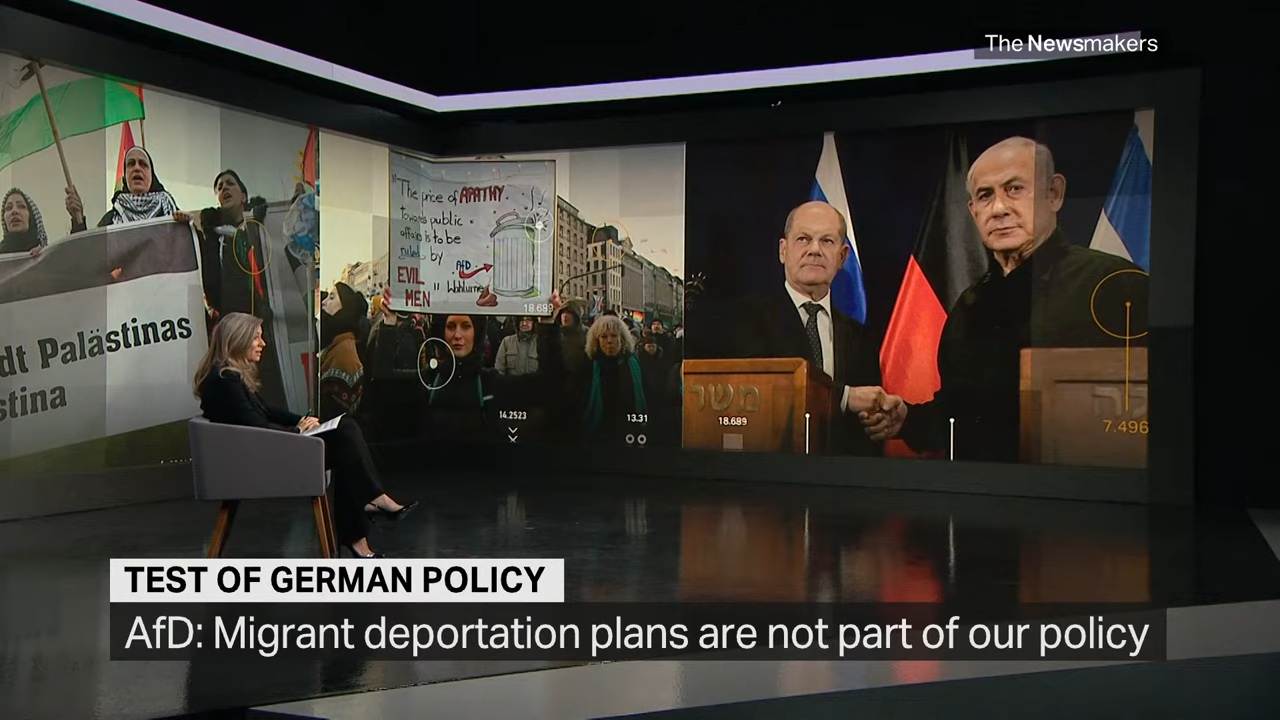 The Newsmakers
"The price of APATHY
towards public
affairs is to be
ruled by
EVIL
MEN"
AfD
18.689
dt Palästinas
stina
14.2523
13.31
18.689
משר
לה
7.496
TEST OF GERMAN POLICY
AfD: Migrant deportation plans are not part of our policy